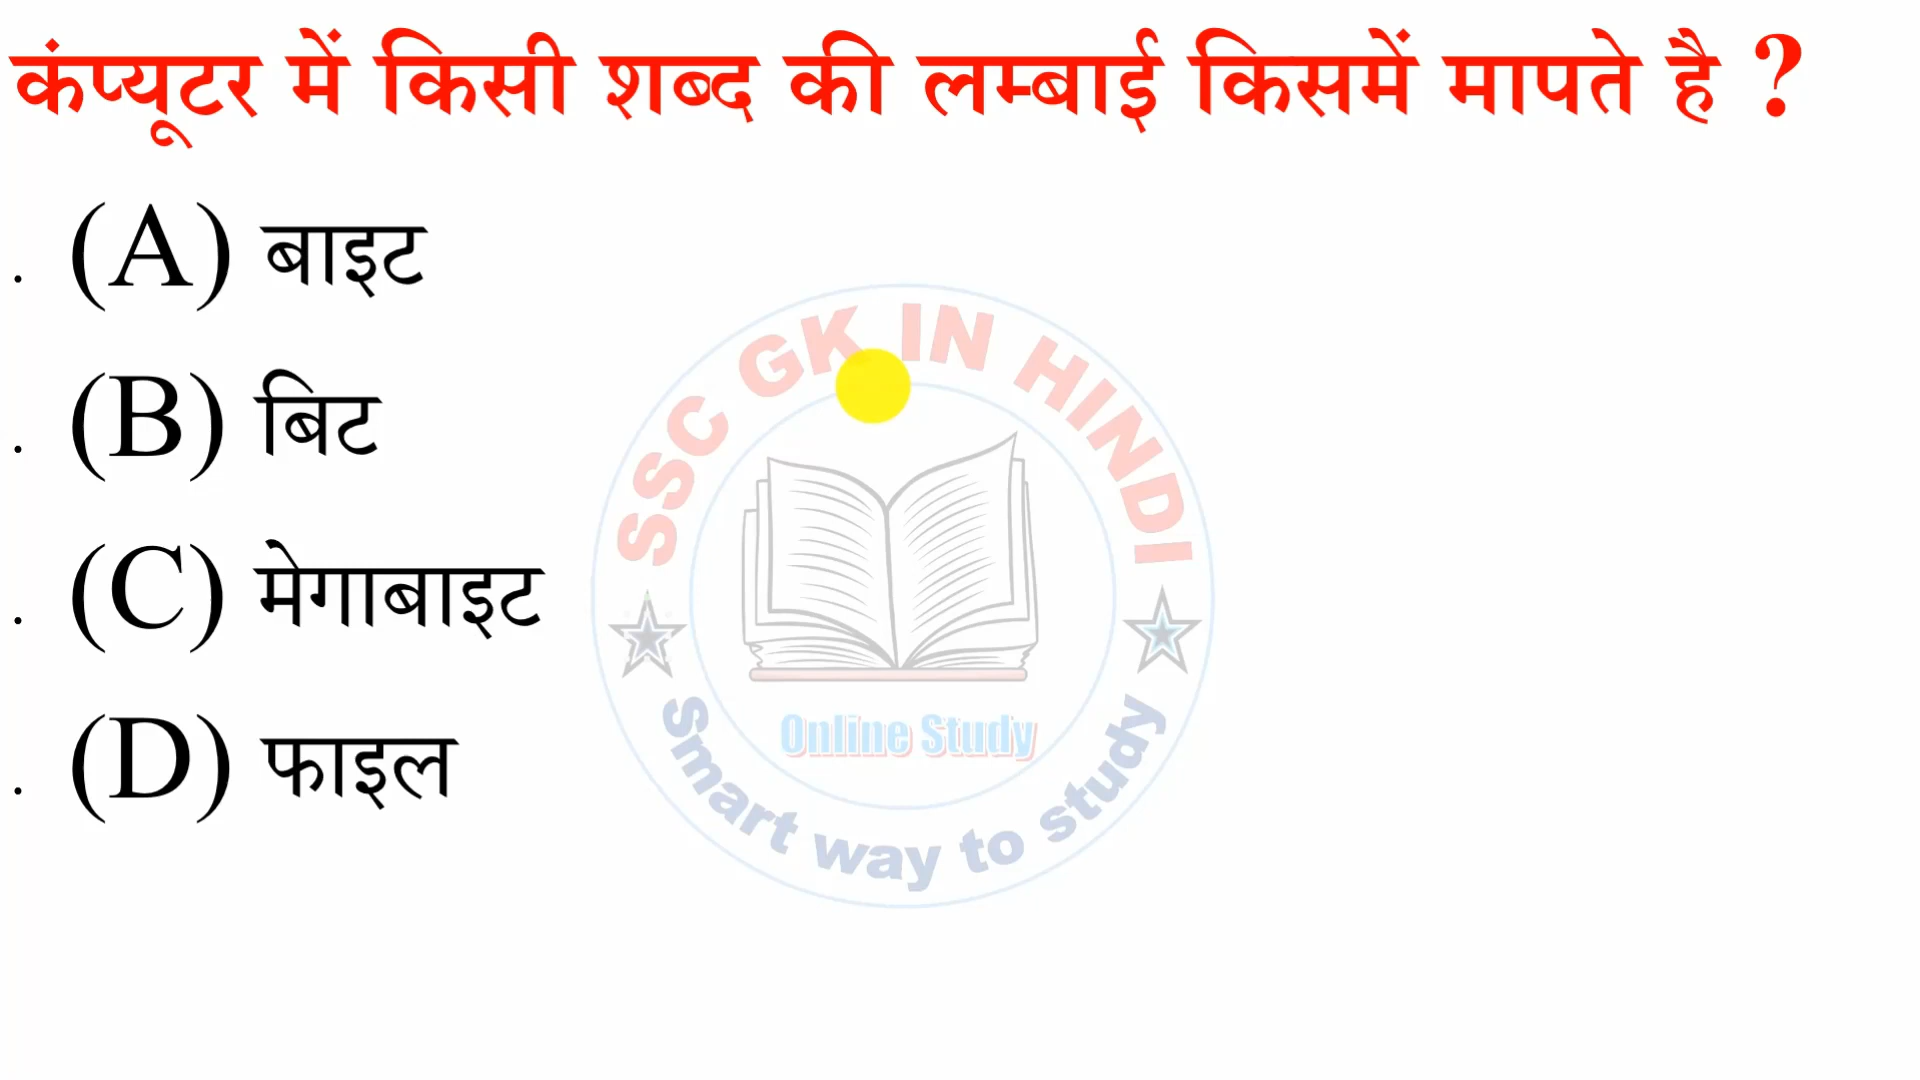 कंप्यूटर में किसी शब्द की लम्बाई किसमें मापते है ?
. (A) बाइट
. (B) बिट
. (C) मेगाबाइट
. (D) फाइल
SSC GK IN HINDI
Online Study
Smart way to study